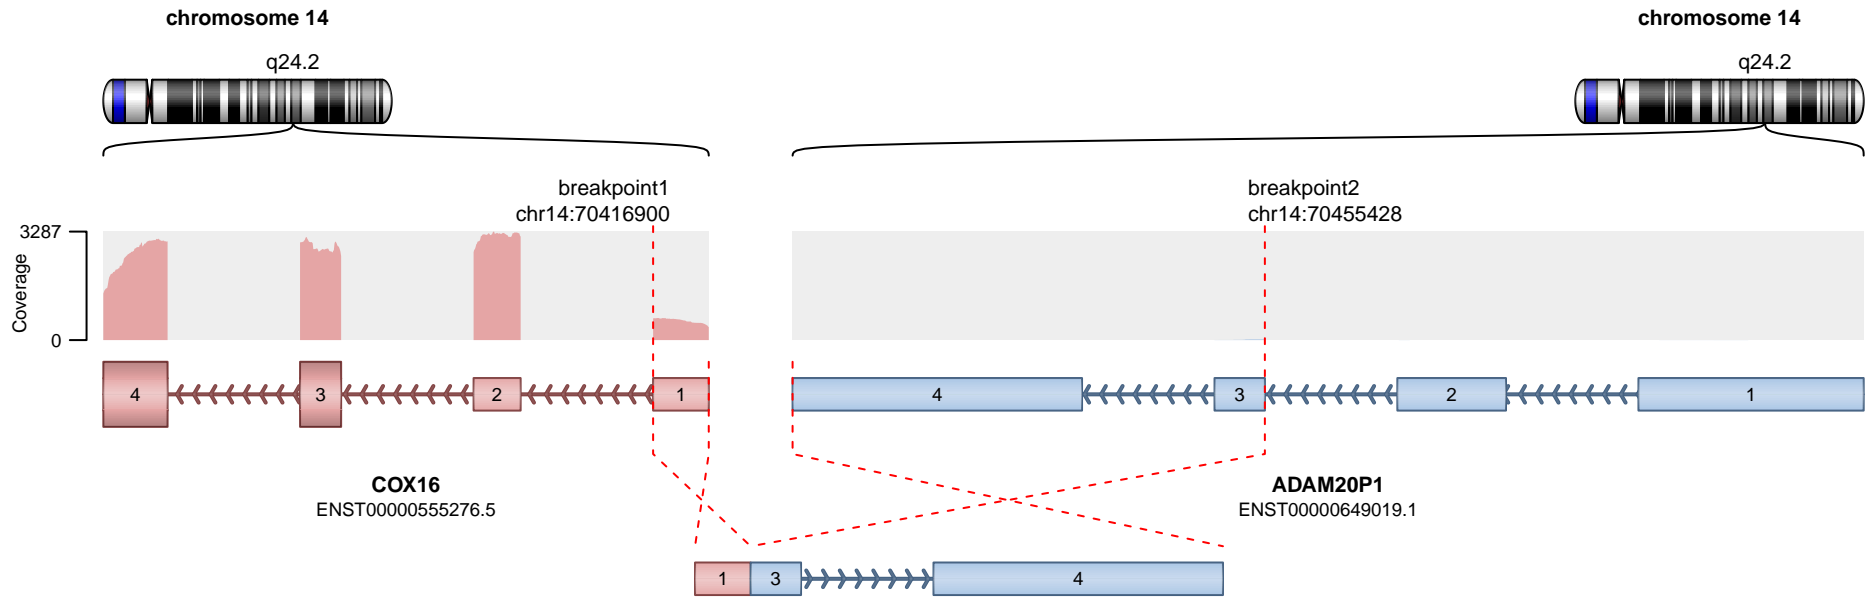 chromosome 14
chromosome 14
q24.2
q24.2
breakpoint1
chr14:70416900
breakpoint2
chr14:70455428
3287
Coverage
0
4
3
2
1
4
3
2
1
COX16
ENST00000555276.5
ADAM20P1
ENST00000649019.1
1
3
4